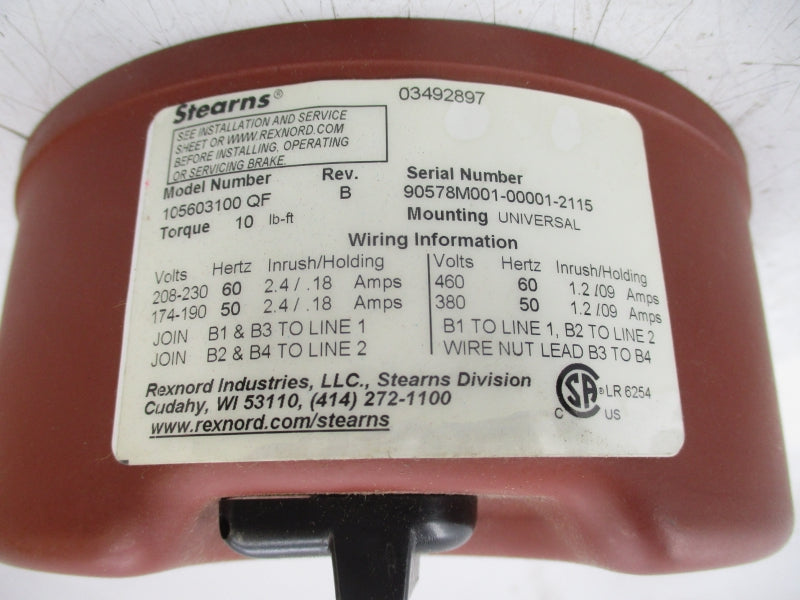 Stearns® 03492897
SEE INSTALLATION AND SERVICE
SHEET OR WWW.REXNORD.COM
BEFORE INSTALLING, OPERATING
OR SERVICING BRAKE.
Model Number Rev. Serial Number
105603100 QF B 90578M001-00001-2115
Torque 10 lb-ft Mounting UNIVERSAL
Wiring Information
Volts Hertz Inrush/Holding Volts Hertz Inrush/Holding
208-230 60 2.4 / .18 Amps 460 60 1.2 /09 Amps
174-190 50 2.4 / .18 Amps 380 50 1.2 /09 Amps
JOIN B1 & B3 TO LINE 1 B1 TO LINE 1, B2 TO LINE 2
JOIN B2 & B4 TO LINE 2 WIRE NUT LEAD B3 TO B4
Rexnord Industries, LLC., Stearns Division
Cudahy, WI 53110, (414) 272-1100
www.rexnord.com/stearns
C SA ® US LR 6254